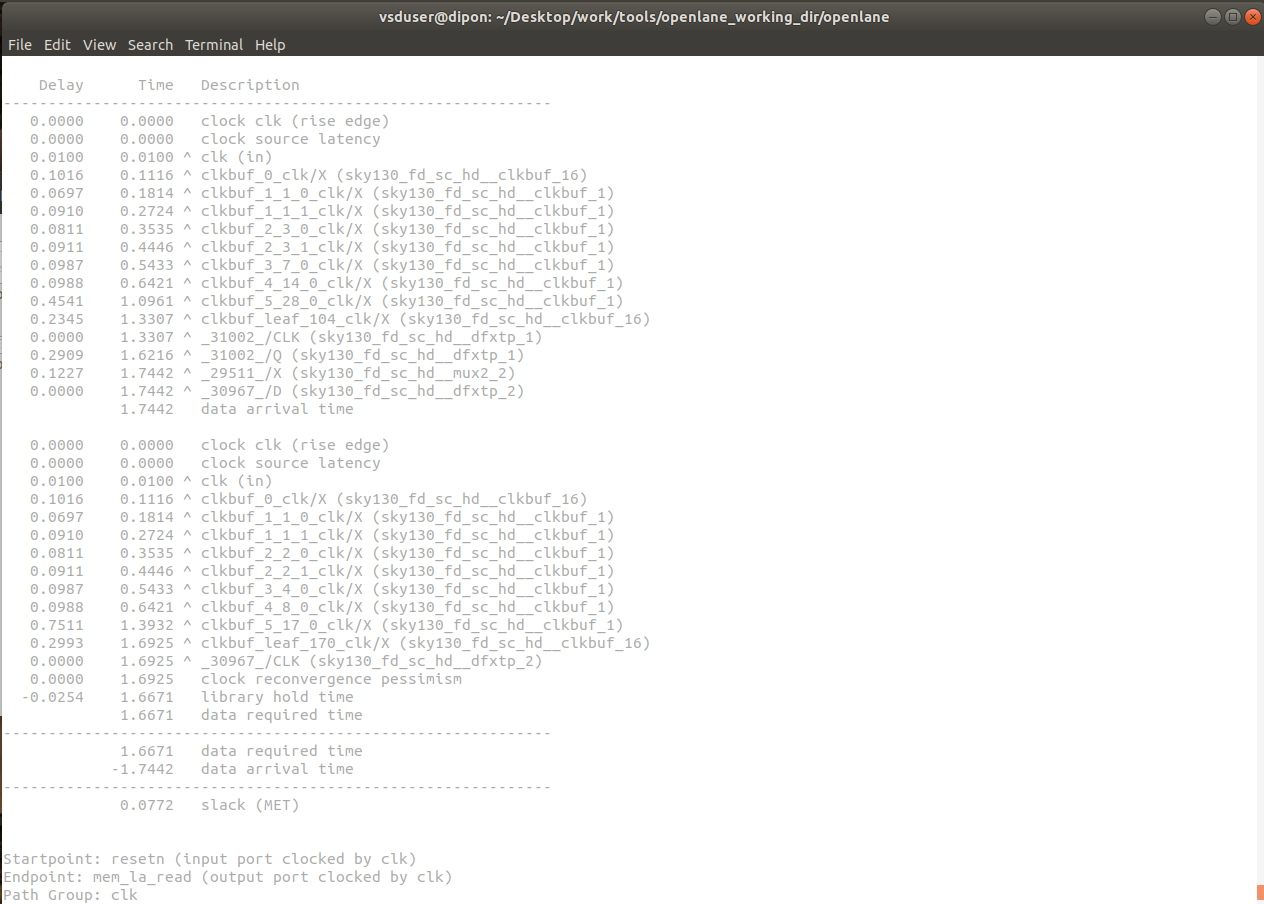 vsduser@dipon: ~/Desktop/work/tools/openlane_working_dir/openlane
File Edit View Search Terminal Help
Delay Time Description
-------------------------------------------------------------
0.0000 0.0000 clock clk (rise edge)
0.0000 0.0000 clock source latency
0.0100 0.0100 ^ clk (in)
0.1016 0.1116 ^ clkbuf_0_clk/X (sky130_fd_sc_hd__clkbuf_16)
0.0697 0.1814 ^ clkbuf_1_1_0_clk/X (sky130_fd_sc_hd__clkbuf_1)
0.0910 0.2724 ^ clkbuf_1_1_1_clk/X (sky130_fd_sc_hd__clkbuf_1)
0.0811 0.3535 ^ clkbuf_2_3_0_clk/X (sky130_fd_sc_hd__clkbuf_1)
0.0911 0.4446 ^ clkbuf_2_3_1_clk/X (sky130_fd_sc_hd__clkbuf_1)
0.0987 0.5433 ^ clkbuf_3_7_0_clk/X (sky130_fd_sc_hd__clkbuf_1)
0.0988 0.6421 ^ clkbuf_4_14_0_clk/X (sky130_fd_sc_hd__clkbuf_1)
0.4541 1.0961 ^ clkbuf_5_28_0_clk/X (sky130_fd_sc_hd__clkbuf_1)
0.2345 1.3307 ^ clkbuf_leaf_104_clk/X (sky130_fd_sc_hd__clkbuf_16)
0.0000 1.3307 ^ _31002_/CLK (sky130_fd_sc_hd__dfxtp_1)
0.2909 1.6216 ^ _31002_/Q (sky130_fd_sc_hd__dfxtp_1)
0.1227 1.7442 ^ _29511_/X (sky130_fd_sc_hd__mux2_2)
0.0000 1.7442 ^ _30967_/D (sky130_fd_sc_hd__dfxtp_2)
1.7442 data arrival time
0.0000 0.0000 clock clk (rise edge)
0.0000 0.0000 clock source latency
0.0100 0.0100 ^ clk (in)
0.1016 0.1116 ^ clkbuf_0_clk/X (sky130_fd_sc_hd__clkbuf_16)
0.0697 0.1814 ^ clkbuf_1_1_0_clk/X (sky130_fd_sc_hd__clkbuf_1)
0.0910 0.2724 ^ clkbuf_1_1_1_clk/X (sky130_fd_sc_hd__clkbuf_1)
0.0811 0.3535 ^ clkbuf_2_2_0_clk/X (sky130_fd_sc_hd__clkbuf_1)
0.0911 0.4446 ^ clkbuf_2_2_1_clk/X (sky130_fd_sc_hd__clkbuf_1)
0.0987 0.5433 ^ clkbuf_3_4_0_clk/X (sky130_fd_sc_hd__clkbuf_1)
0.0988 0.6421 ^ clkbuf_4_8_0_clk/X (sky130_fd_sc_hd__clkbuf_1)
0.7511 1.3932 ^ clkbuf_5_17_0_clk/X (sky130_fd_sc_hd__clkbuf_1)
0.2993 1.6925 ^ clkbuf_leaf_170_clk/X (sky130_fd_sc_hd__clkbuf_16)
0.0000 1.6925 ^ _30967_/CLK (sky130_fd_sc_hd__dfxtp_2)
0.0000 1.6925 clock reconvergence pessimism
-0.0254 1.6671 library hold time
1.6671 data required time
-------------------------------------------------------------
1.6671 data required time
-1.7442 data arrival time
-------------------------------------------------------------
0.0772 slack (MET)
Startpoint: resetn (input port clocked by clk)
Endpoint: mem_la_read (output port clocked by clk)
Path Group: clk